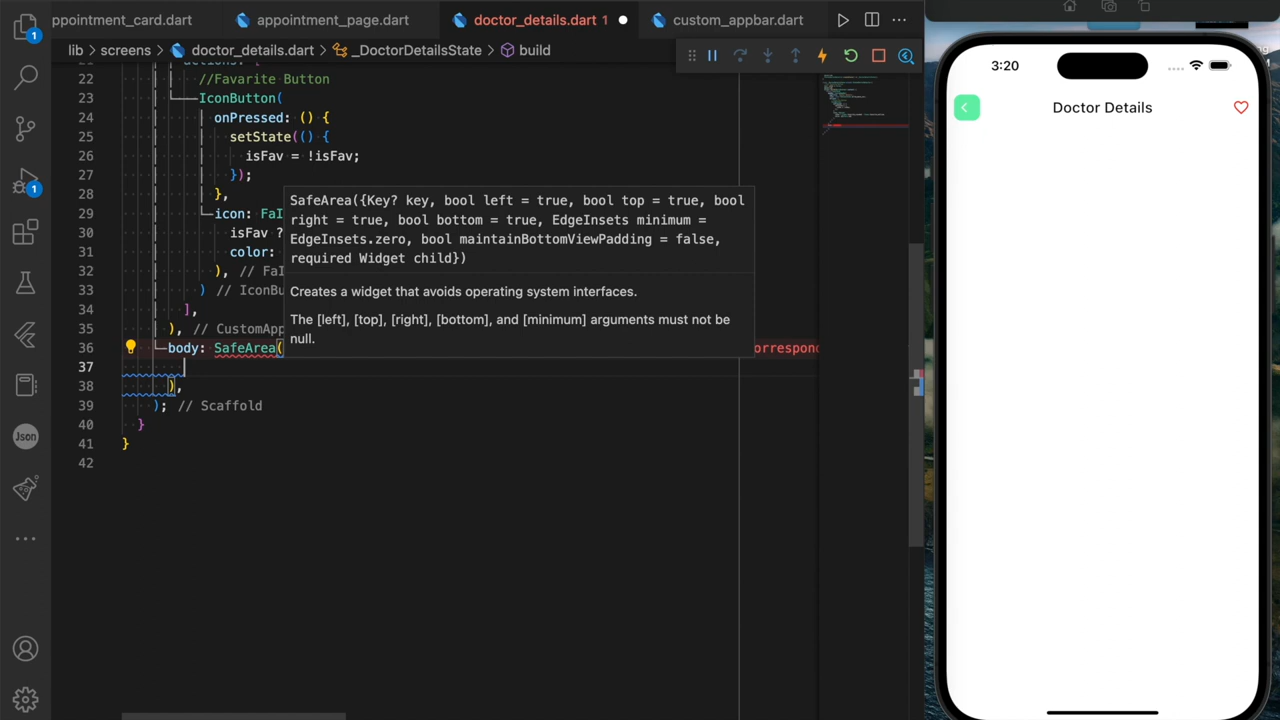 ppointment_card.dart
appointment_page.dart
doctor_details.dart 1
custom_appbar.dart
lib > screens > doctor_details.dart > _DoctorDetailsState > build
22 //Favarite Button
23 IconButton(
24 onPressed: () {
25 setState(() {
26 isFav = !isFav;
27 });
28 },
29 icon: FaI
30 isFav ?
31 color:
32 ), // FaI
33 ) // IconBu
34 ],
35 ), // CustomApp
36 body: SafeArea( orrespond
37
38 ),
39 ); // Scaffold
40 }
41 }
42
SafeArea({Key? key, bool left = true, bool top = true, bool
right = true, bool bottom = true, EdgeInsets minimum =
EdgeInsets.zero, bool maintainBottomViewPadding = false,
required Widget child})
Creates a widget that avoids operating system interfaces.
The [left], [top], [right], [bottom], and [minimum] arguments must not be
null.
1
1
Json
3:20
Doctor Details